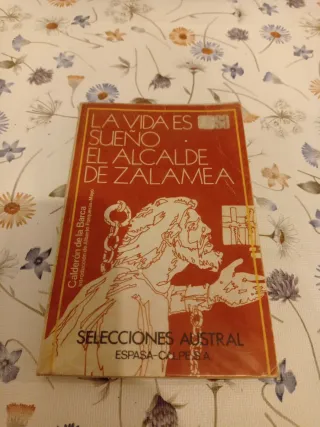 LA VIDA ES
SUEÑO
EL ALCALDE
DE ZALAMEA
Calderón de la Barca
SELECCIONES AUSTRAL
ESPASA-CALPE, S.A.